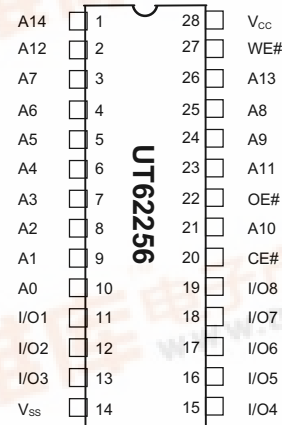 A14 1 28 Vcc
A12 2 27 WE#
A7 3 26 A13
A6 4 25 A8
A5 5 24 A9
A4 6 23 A11
A3 7 22 OE#
A2 8 21 A10
A1 9 20 CE#
A0 10 19 I/O8
I/O1 11 18 I/O7
I/O2 12 17 I/O6
I/O3 13 16 I/O5
Vss 14 15 I/O4
UT62256